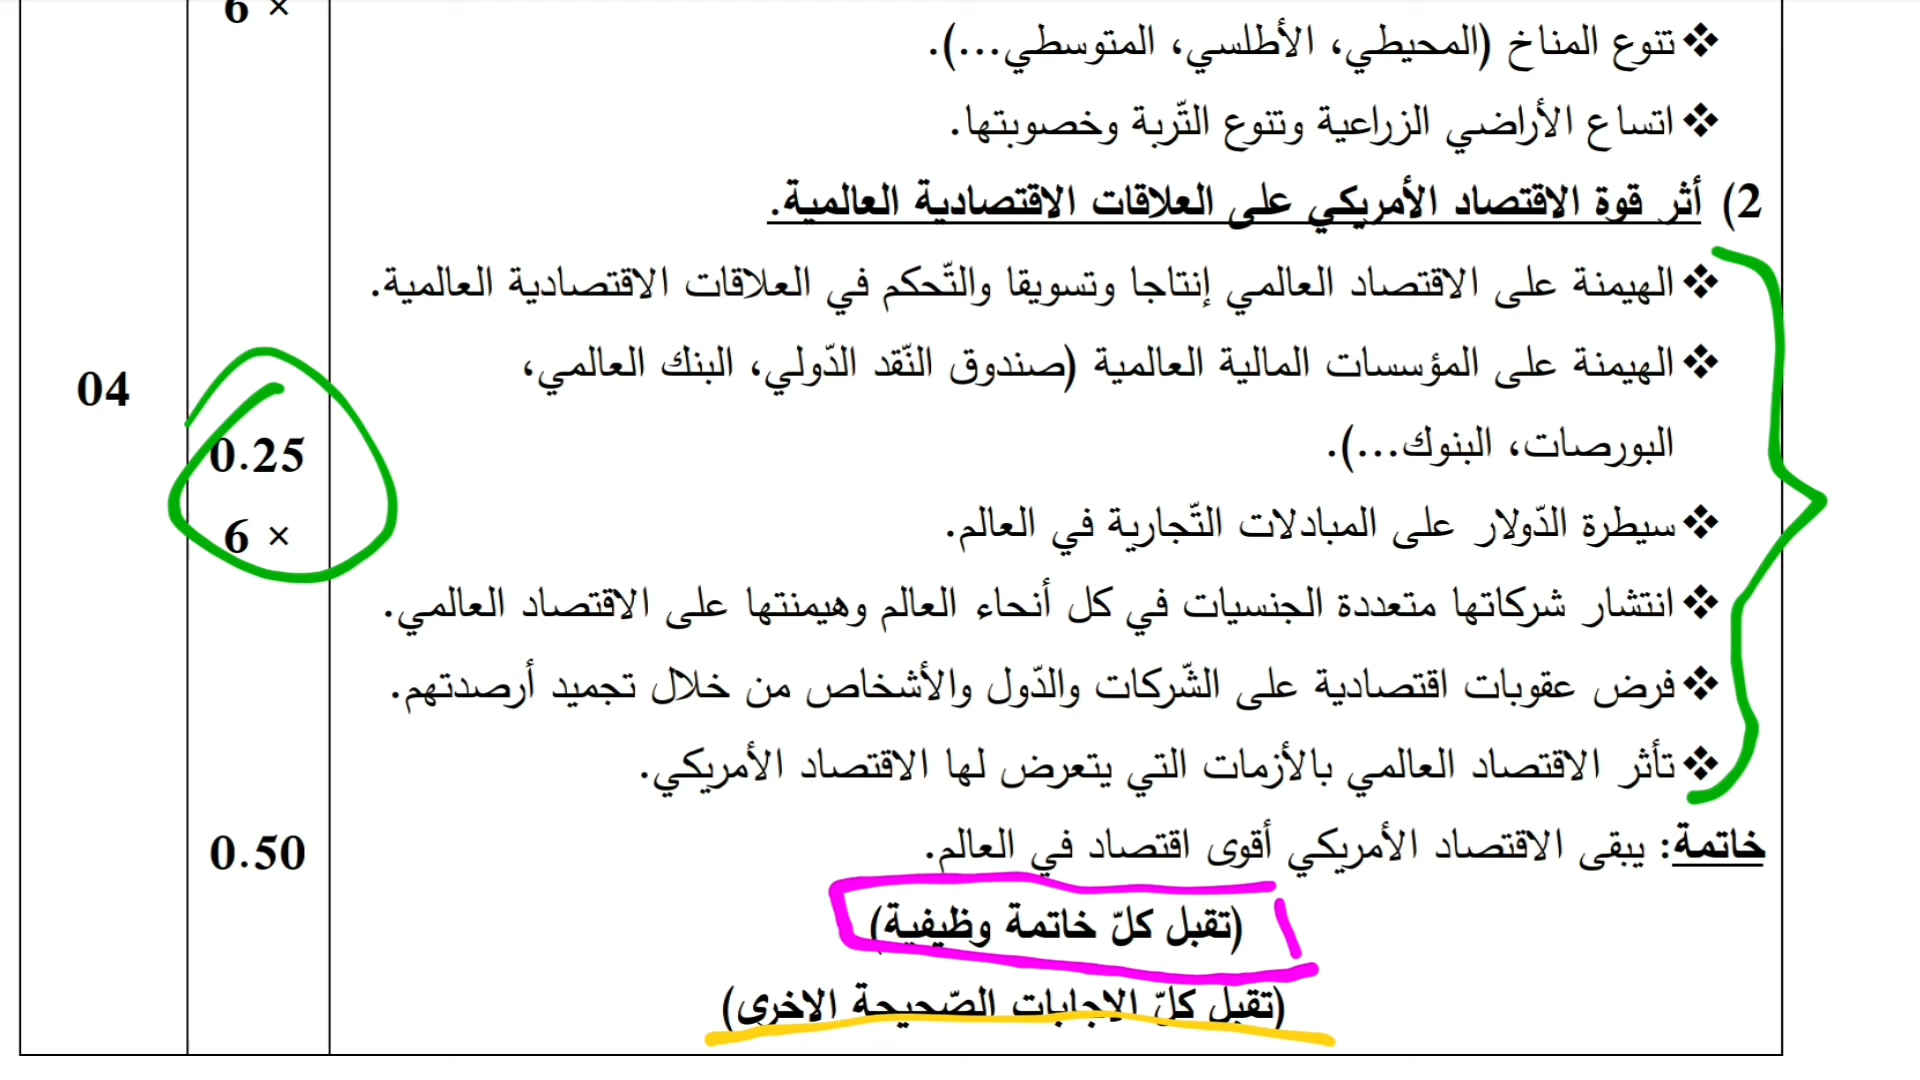 6 ×
❖ تنوع المناخ (المحيطي، الأطلسي، المتوسطي...).
❖ اتساع الأراضي الزراعية وتنوع التّربة وخصوبتها.
2) أثر قوة الاقتصاد الأمريكي على العلاقات الاقتصادية العالمية.
❖ الهيمنة على الاقتصاد العالمي إنتاجا وتسويقا والتّحكم في العلاقات الاقتصادية العالمية.
❖ الهيمنة على المؤسسات المالية العالمية (صندوق النّقد الدّولي، البنك العالمي،
البورصات، البنوك...).
❖ سيطرة الدّولار على المبادلات التّجارية في العالم.
❖ انتشار شركاتها متعددة الجنسيات في كل أنحاء العالم وهيمنتها على الاقتصاد العالمي.
❖ فرض عقوبات اقتصادية على الشّركات والدّول والأشخاص من خلال تجميد أرصدتهم.
❖ تأثر الاقتصاد العالمي بالأزمات التي يتعرض لها الاقتصاد الأمريكي.
خاتمة: يبقى الاقتصاد الأمريكي أقوى اقتصاد في العالم.
(تقبل كلّ خاتمة وظيفية)
(تقبل كلّ الاجابات الصّحيحة الاخرى)
0.25
6 ×
0.50
04